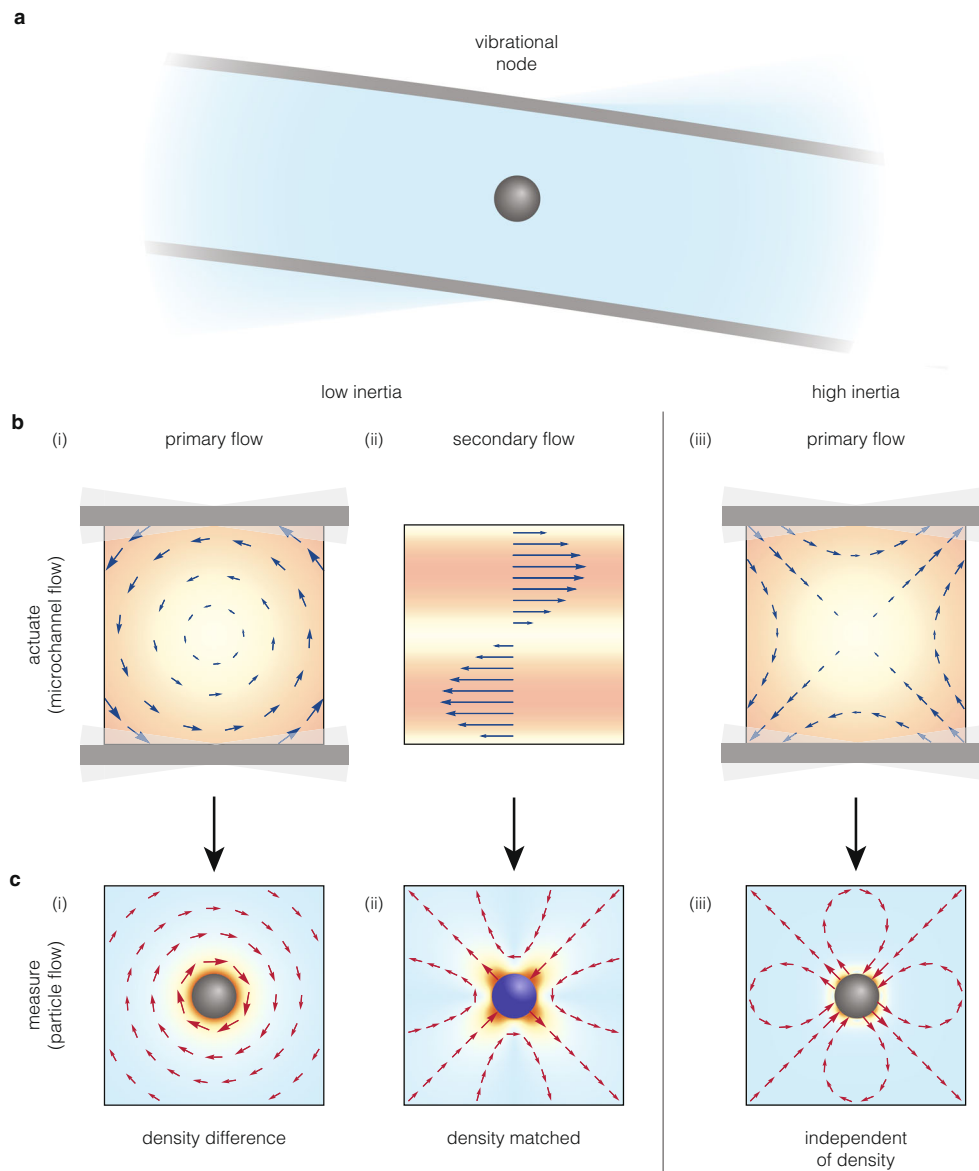 a
vibrational
node
low inertia
high inertia
b
(i)
primary flow
(ii)
secondary flow
(iii)
primary flow
actuate
(microchannel flow)
c
(i)
(ii)
(iii)
measure
(particle flow)
density difference
density matched
independent
of density